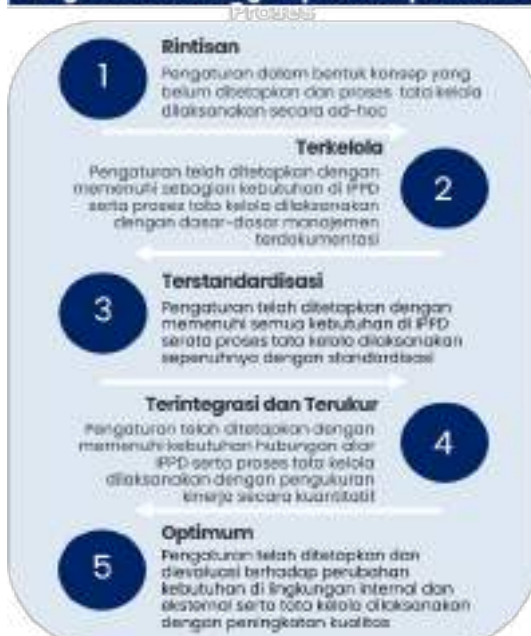 Proses
1
Rintisan
Pengaturan dalam bentuk konsep yang
belum ditetapkan dan proses tata kelola
dilaksanakan secara ad-hoc
Terkelola
2
Pengaturan telah ditetapkan dengan
memenuhi sebagian kebutuhan di IPPD
serta proses tata kelola dilaksanakan
dengan dasar-dasar manajemen
terdokumentasi
3
Terstandardisasi
Pengaturan telah ditetapkan dengan
memenuhi semua kebutuhan di IPPD
serata proses tata kelola dilaksanakan
sepenuhnya dengan standardisasi
Terintegrasi dan Terukur
4
Pengaturan telah ditetapkan dengan
memenuhi kebutuhan hubungan atar
IPPD serta proses tata kelola
dilaksanakan dengan pengukuran
kinerja secara kuantitatif
5
Optimum
Pengaturan telah ditetapkan dan
dievaluasi terhadap perubahan
kebutuhan di lingkungan internal dan
eksternal serta tata kelola dilaksanakan
dengan peningkatan kualitas